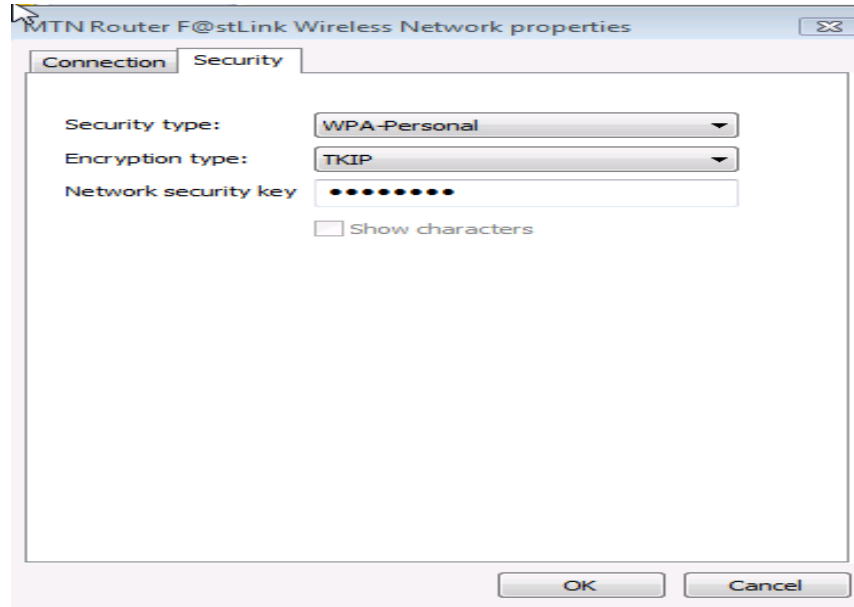 MTN Router F@stLink Wireless Network properties
Connection Security
Security type: WPA-Personal
Encryption type: TKIP
Network security key ••••••••
Show characters
OK Cancel